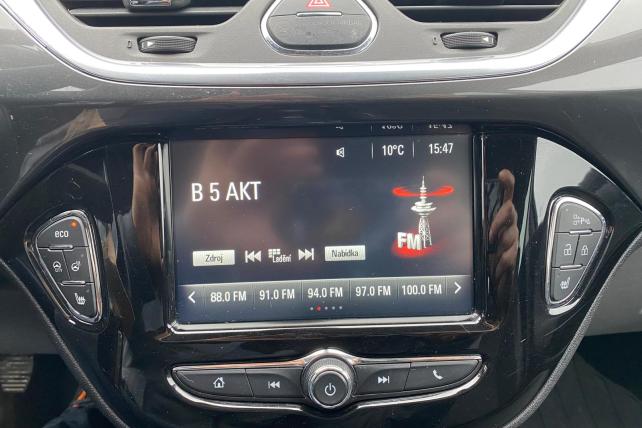 10°C 15:47
B 5 AKT
FM
Zdroj Ladění Nabídka
88.0 FM 91.0 FM 94.0 FM 97.0 FM 100.0 FM
eco